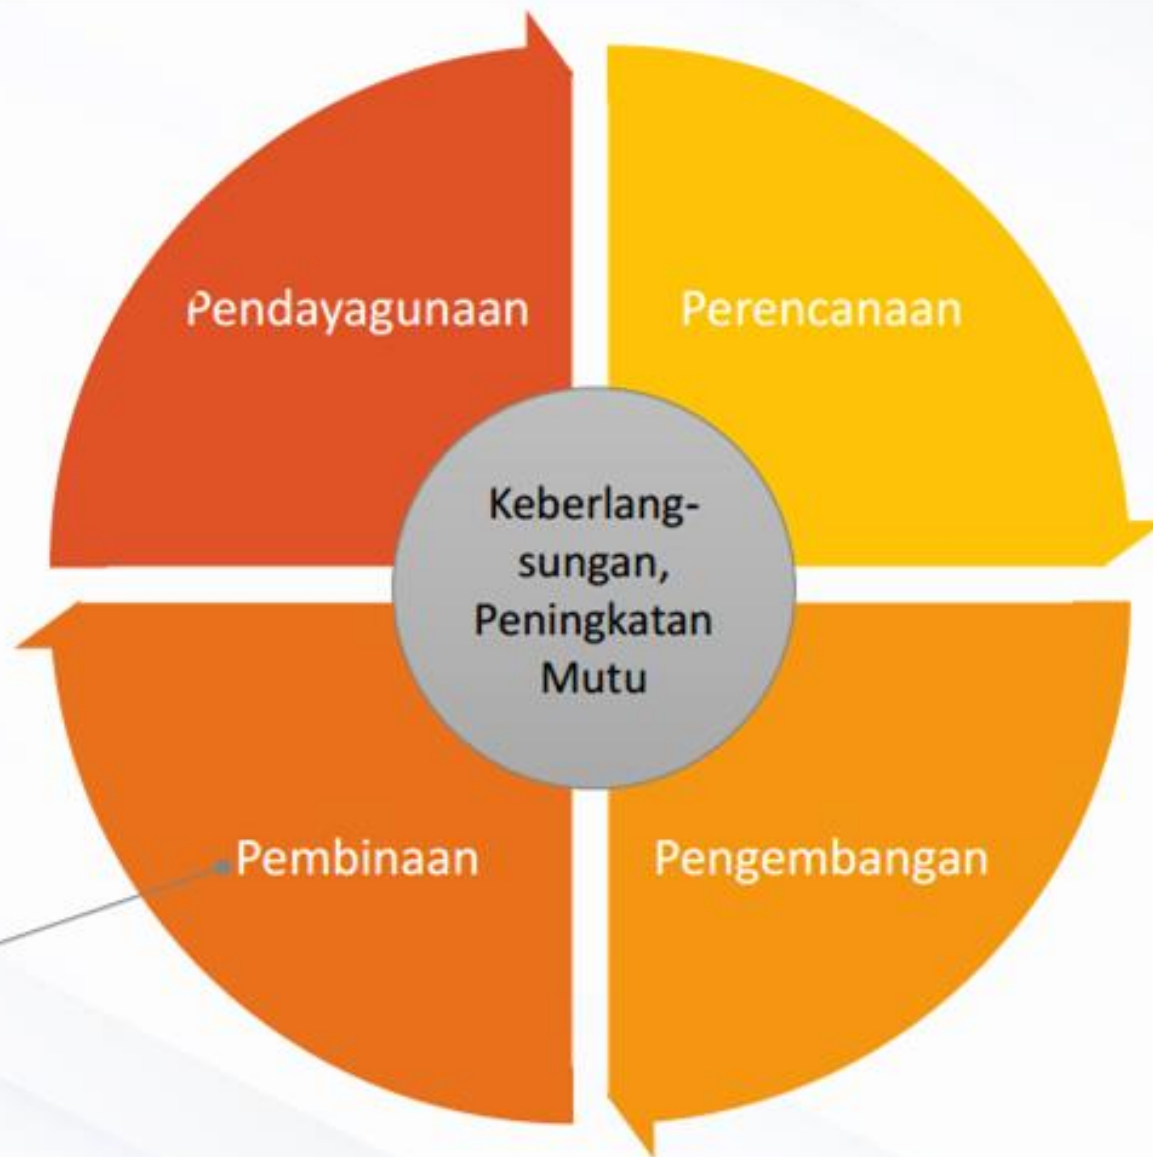 Pendayagunaan
Perencanaan
Keberlang-
sungan,
Peningkatan
Mutu
Pembinaan
Pengembangan